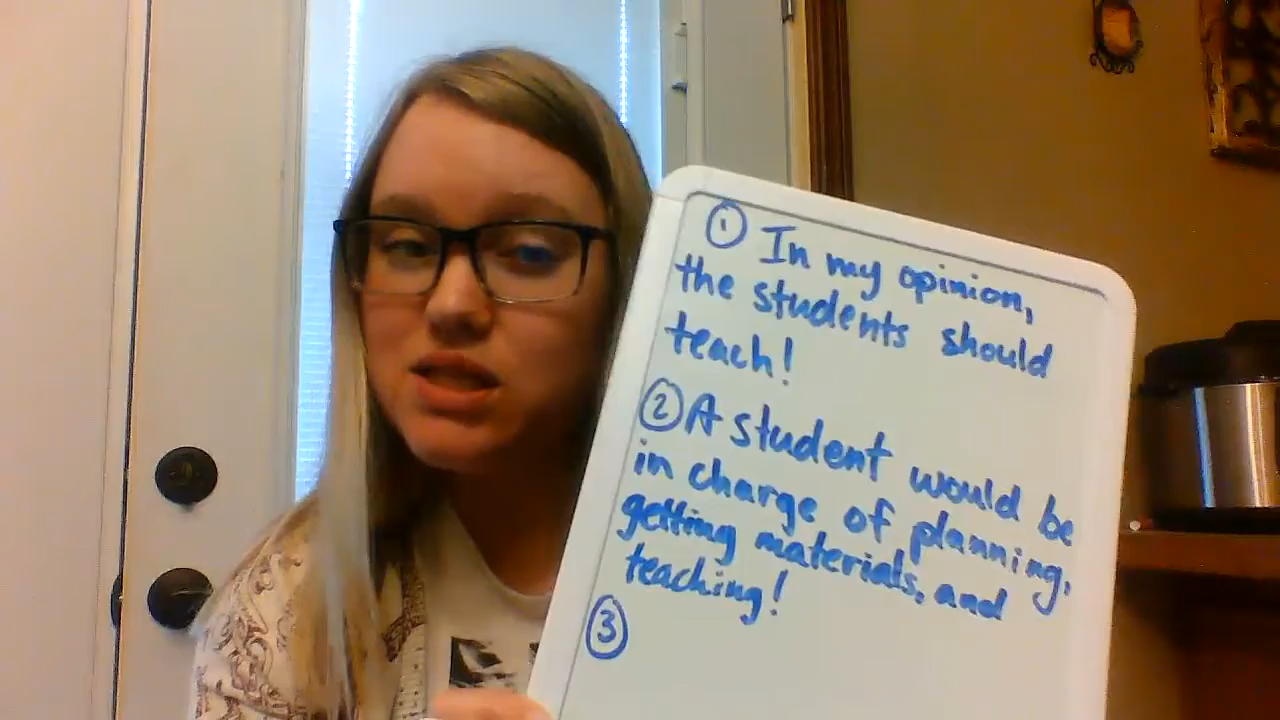 ① In my opinion,
the students should
teach!
② A student would be
in charge of planning,
getting materials, and
teaching!
③